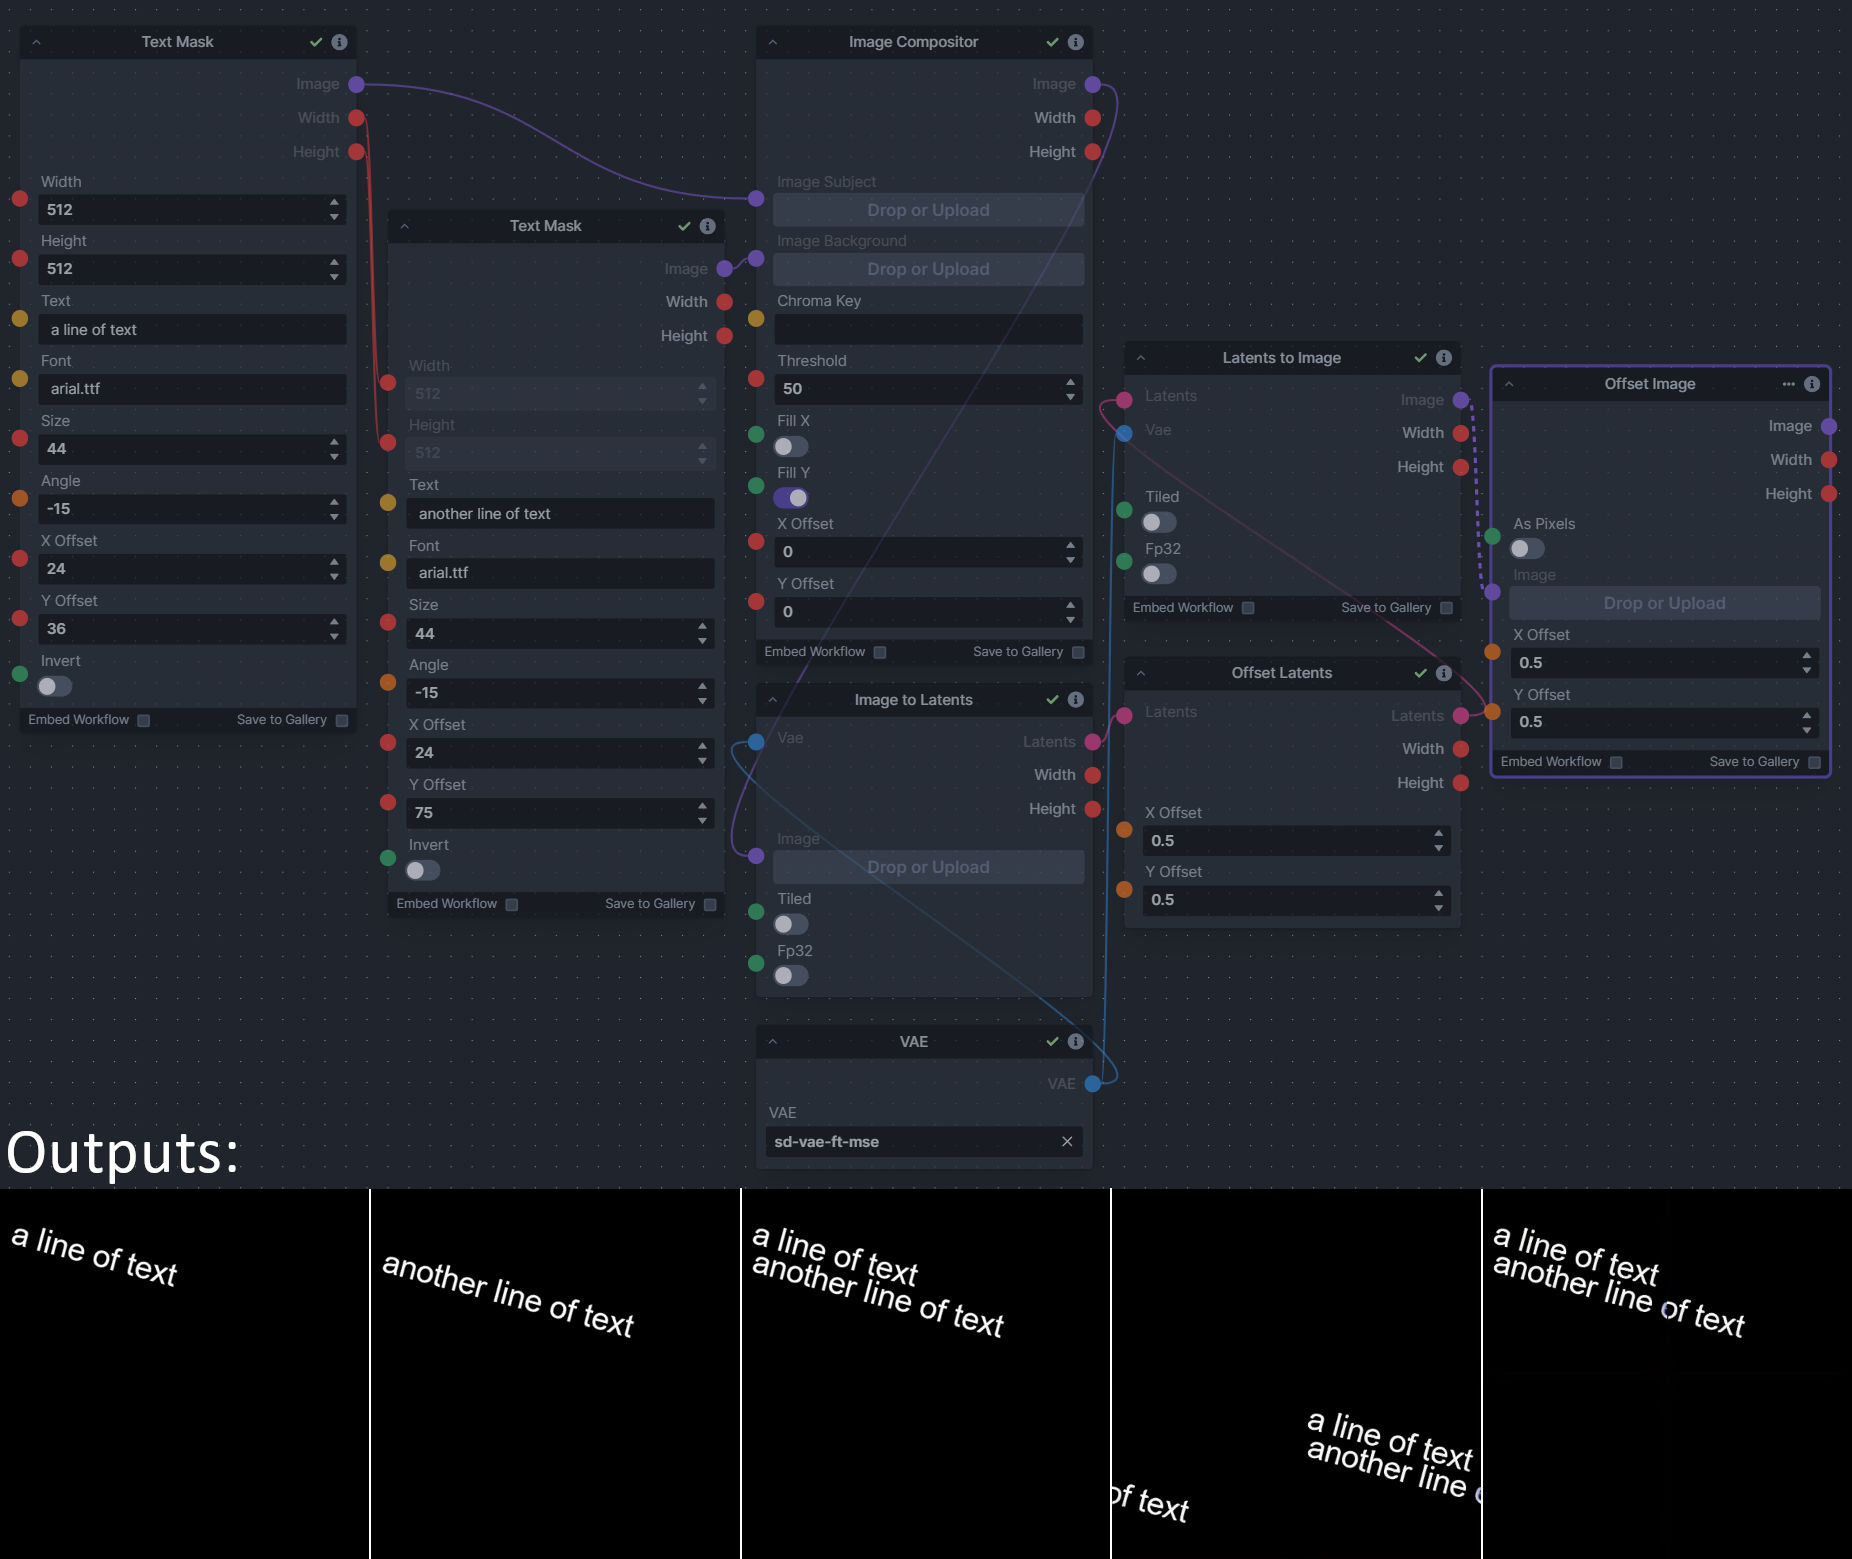 Text Mask
Image
Width
Height
Width
512
Height
512
Text
a line of text
Font
arial.ttf
Size
44
Angle
-15
X Offset
24
Y Offset
36
Invert
Embed Workflow
Save to Gallery
Text Mask
Image
Width
Height
Width
512
Height
512
Text
another line of text
Font
arial.ttf
Size
44
Angle
-15
X Offset
24
Y Offset
75
Invert
Embed Workflow
Save to Gallery
Image Compositor
Image
Width
Height
Image Subject
Drop or Upload
Image Background
Drop or Upload
Chroma Key
Threshold
50
Fill X
Fill Y
X Offset
0
Y Offset
0
Embed Workflow
Save to Gallery
Image to Latents
Vae
Latents
Width
Height
Image
Drop or Upload
Tiled
Fp32
VAE
VAE
VAE
sd-vae-ft-mse
Latents to Image
Latents
Image
Vae
Width
Height
Tiled
Fp32
Embed Workflow
Save to Gallery
Offset Latents
Latents
Latents
Width
Height
X Offset
0.5
Y Offset
0.5
Offset Image
Image
Width
Height
As Pixels
Image
Drop or Upload
X Offset
0.5
Y Offset
0.5
Embed Workflow
Save to Gallery
Outputs:
a line of text
another line of text
a line of text
another line of text
a line of text
another line o
of text
a line of text
another line of text